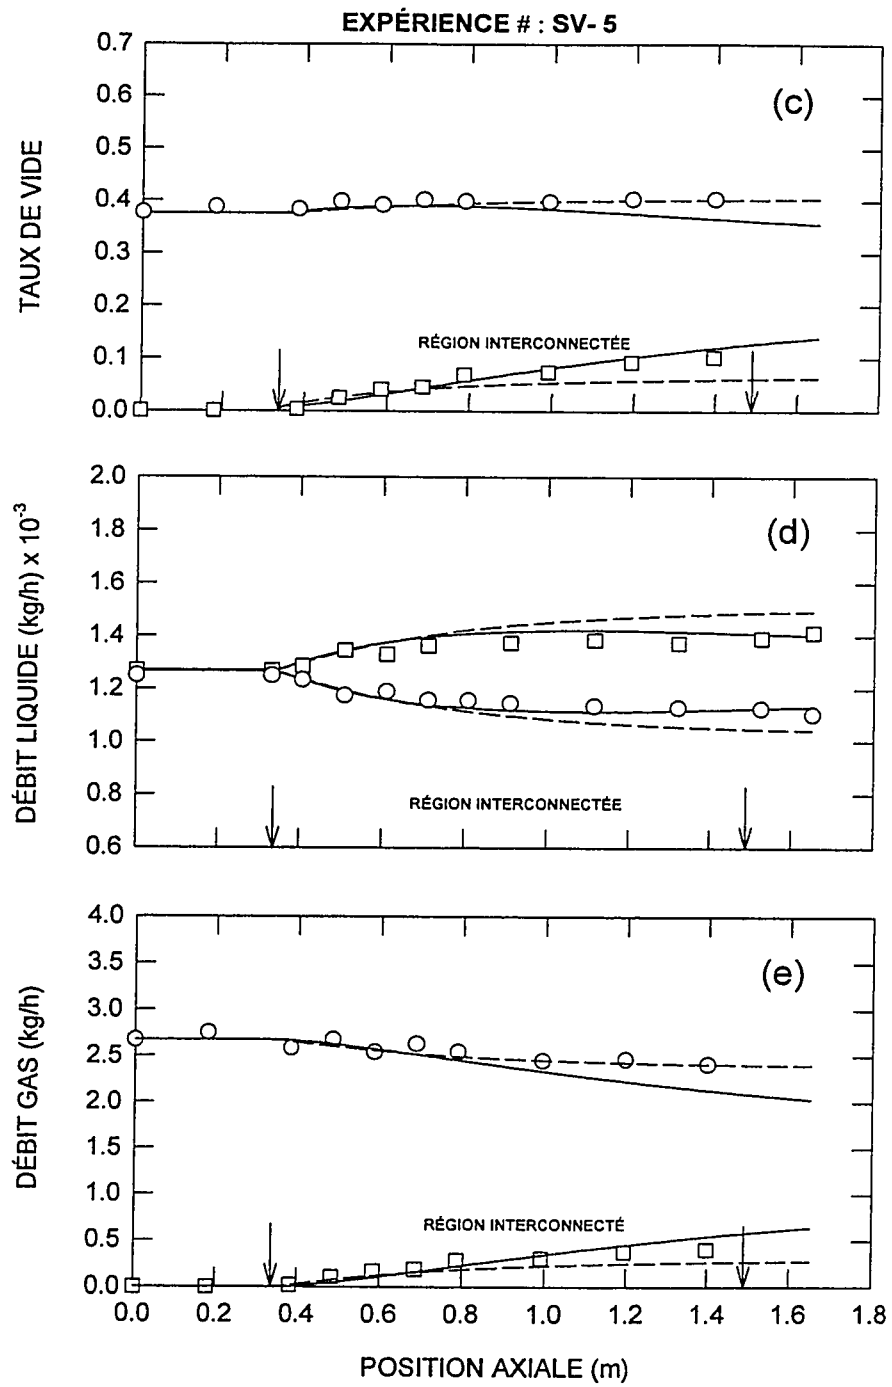 EXPÉRIENCE # : SV- 5
0.7
0.6
0.5
0.4
0.3
0.2
0.1
0.0
TAUX DE VIDE
(c)
RÉGION INTERCONNECTÉE
2.0
1.8
1.6
1.4
1.2
1.0
0.8
0.6
DÉBIT LIQUIDE (kg/h) x 10⁻³
(d)
RÉGION INTERCONNECTÉE
4.0
3.5
3.0
2.5
2.0
1.5
1.0
0.5
0.0
DÉBIT GAS (kg/h)
(e)
RÉGION INTERCONNECTÉ
0.0 0.2 0.4 0.6 0.8 1.0 1.2 1.4 1.6 1.8
POSITION AXIALE (m)